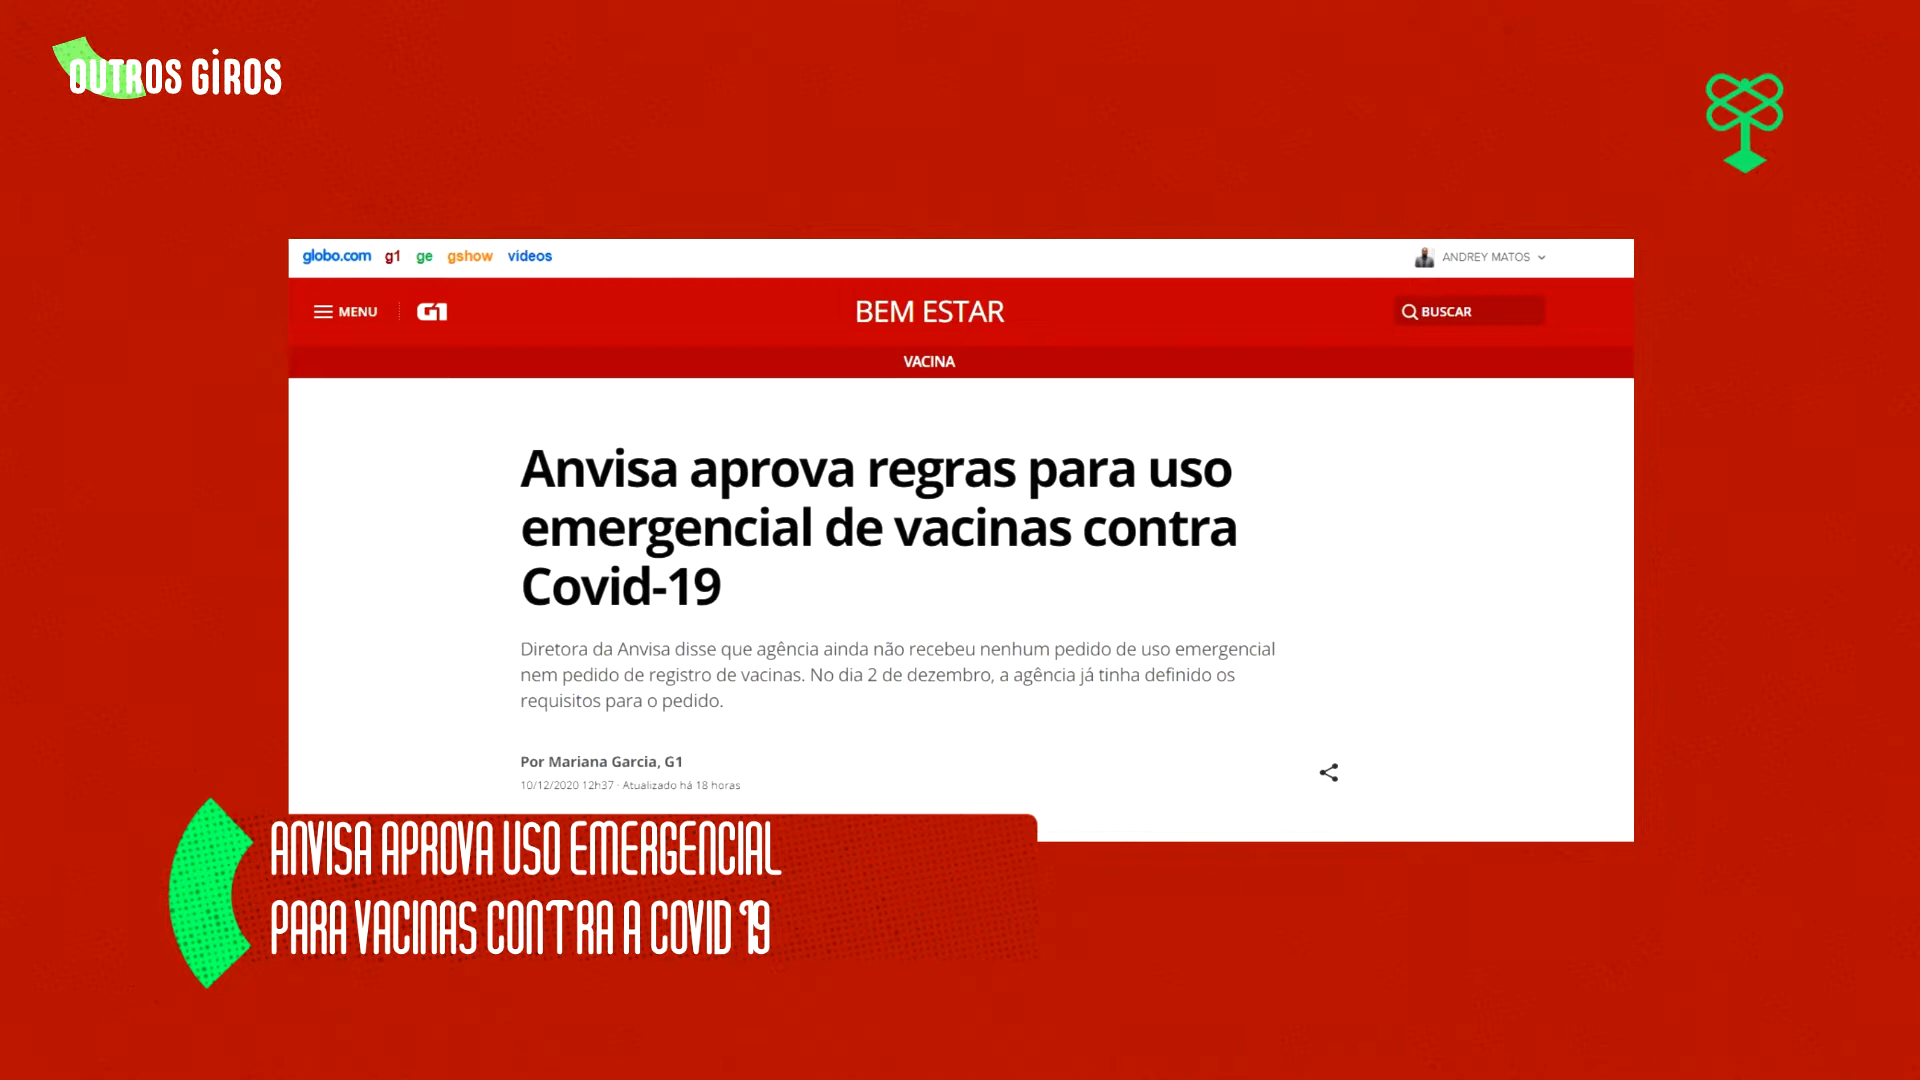 OUTROS GIROS
globo.com g1 ge gshow videos
ANDREY MATOS
MENU G1
BEM ESTAR
BUSCAR
VACINA
Anvisa aprova regras para uso
emergencial de vacinas contra
Covid-19
Diretora da Anvisa disse que agência ainda não recebeu nenhum pedido de uso emergencial
nem pedido de registro de vacinas. No dia 2 de dezembro, a agência já tinha definido os
requisitos para o pedido.
Por Mariana Garcia, G1
10/12/2020 12h37 · Atualizado há 18 horas
ANVISA APROVA USO EMERGENCIAL
PARA VACINAS CONTRA A COVID 19